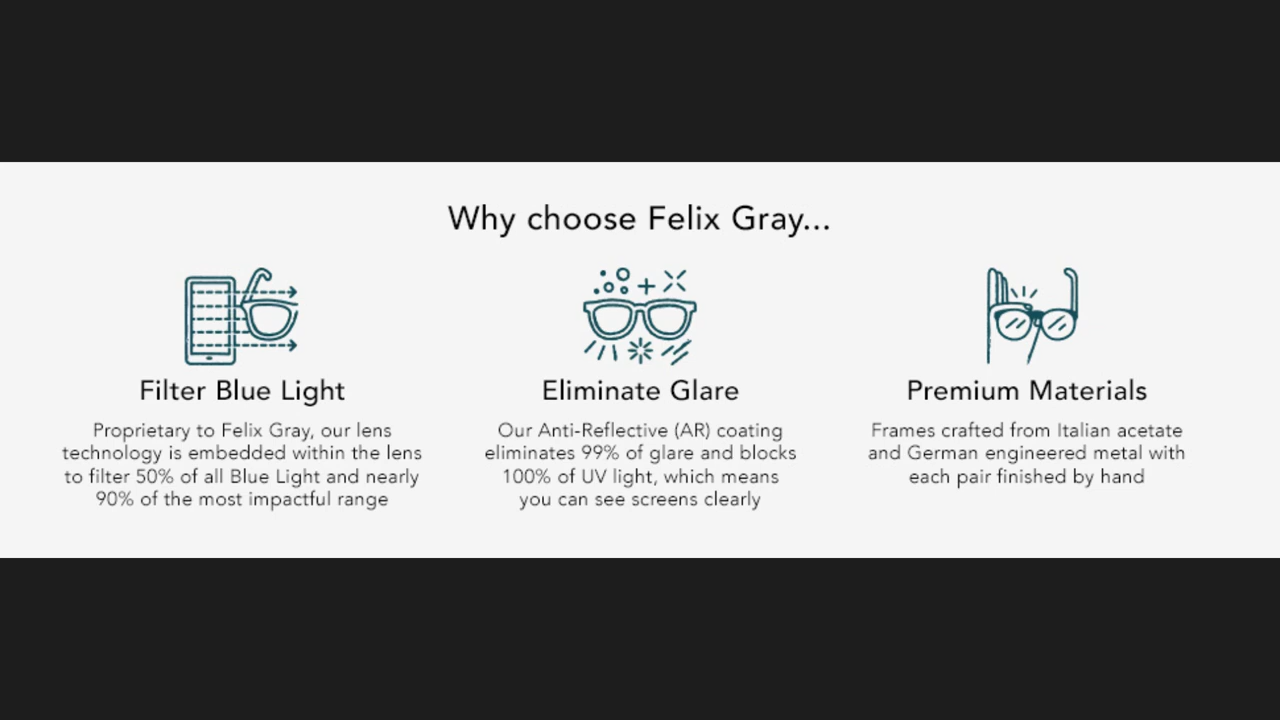 Why choose Felix Gray...
Filter Blue Light
Proprietary to Felix Gray, our lens
technology is embedded within the lens
to filter 50% of all Blue Light and nearly
90% of the most impactful range
Eliminate Glare
Our Anti-Reflective (AR) coating
eliminates 99% of glare and blocks
100% of UV light, which means
you can see screens clearly
Premium Materials
Frames crafted from Italian acetate
and German engineered metal with
each pair finished by hand